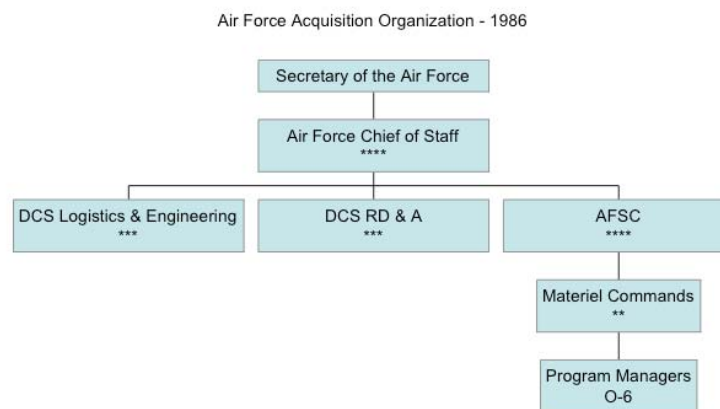 Air Force Acquisition Organization - 1986
Secretary of the Air Force
Air Force Chief of Staff
****
DCS Logistics & Engineering
***
DCS RD & A
***
AFSC
****
Materiel Commands
**
Program Managers
O-6